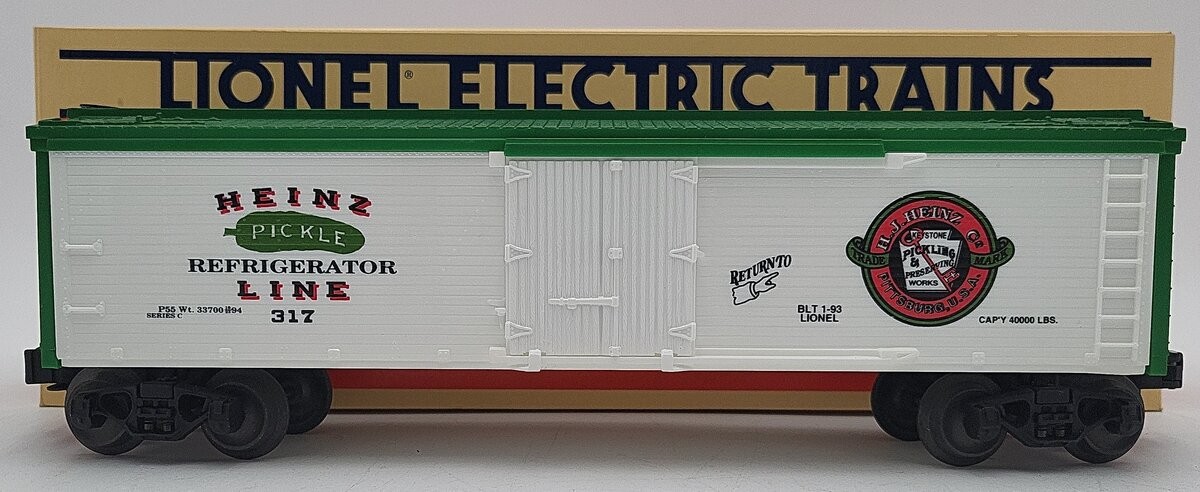 LIONEL® ELECTRIC TRAINS
HEINZ
PICKLE
REFRIGERATOR
LINE
317
P55 Wt. 33700 94
SERIES C
RETURN TO
BLT 1-93
LIONEL
H.J. HEINZ Co
KEYSTONE
PICKLING
&
PRESERVING
WORKS
TRADE MARK
PITTSBURG, U.S.A.
CAP'Y 40000 LBS.